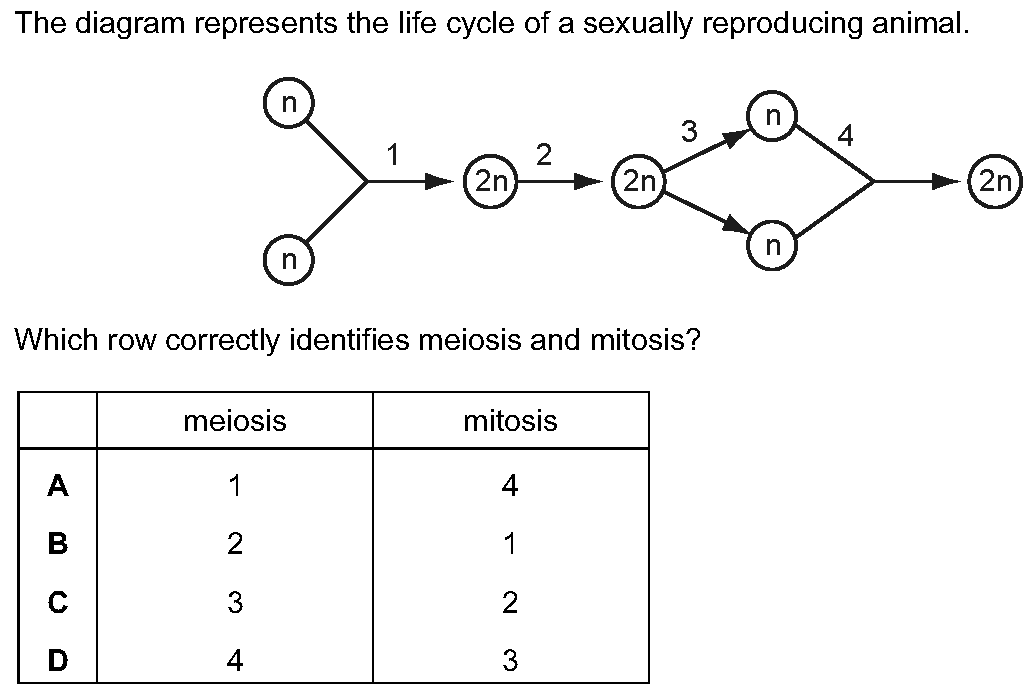 The diagram represents the life cycle of a sexually reproducing animal.
n
n
1
2n
2
2n
3
n
n
4
2n
Which row correctly identifies meiosis and mitosis?
meiosis mitosis
A 1 4
B 2 1
C 3 2
D 4 3